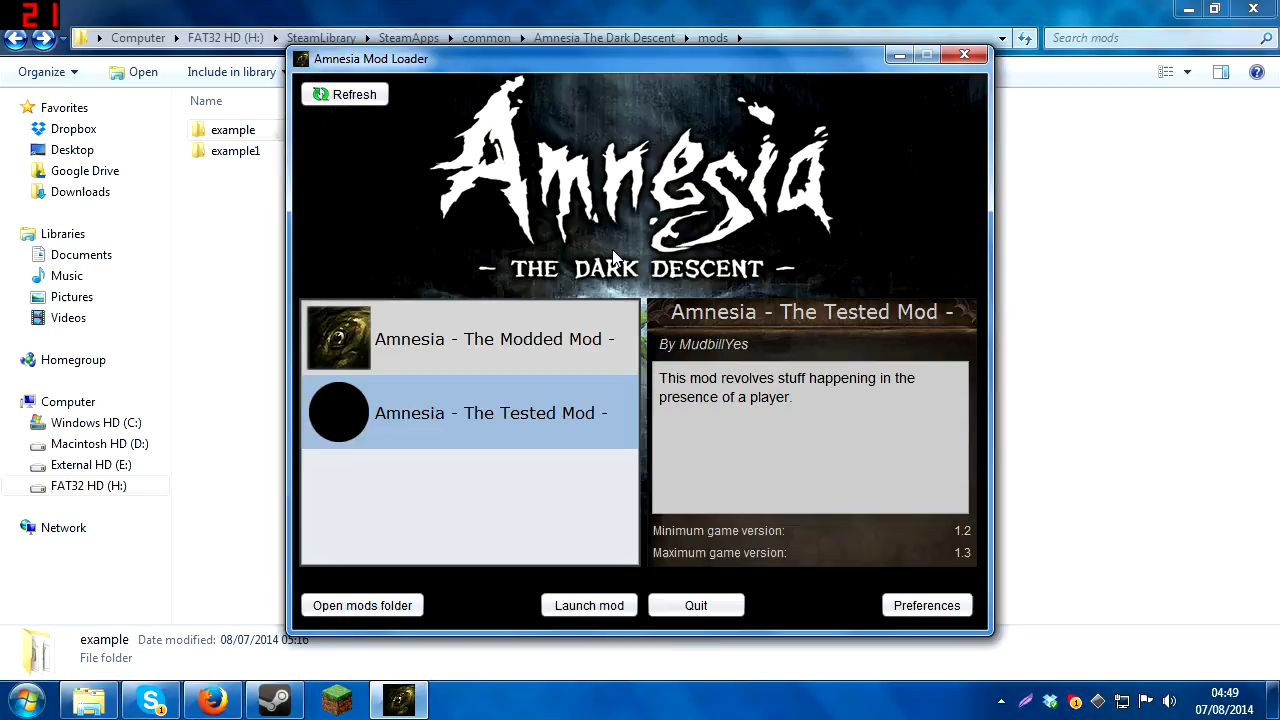 21
Computer FAT32 HD (H:) SteamLibrary SteamApps common Amnesia The Dark Descent mods
Search mods
Organize Open Include in library
Amnesia Mod Loader
Refresh
Amnesia
- THE DARK DESCENT -
Favorites
Dropbox
Desktop
Google Drive
Downloads
Libraries
Documents
Music
Pictures
Videos
Homegroup
Computer
Windows HD (C:)
Macintosh HD (D:)
External HD (E:)
FAT32 HD (H:)
Network
Name
example
example1
Amnesia - The Modded Mod -
Amnesia - The Tested Mod -
Amnesia - The Tested Mod -
By MudbillYes
This mod revolves stuff happening in the
presence of a player.
Minimum game version: 1.2
Maximum game version: 1.3
Open mods folder
Launch mod
Quit
Preferences
example Date modified: 08/07/2014 05:16
File folder
04:49
07/08/2014